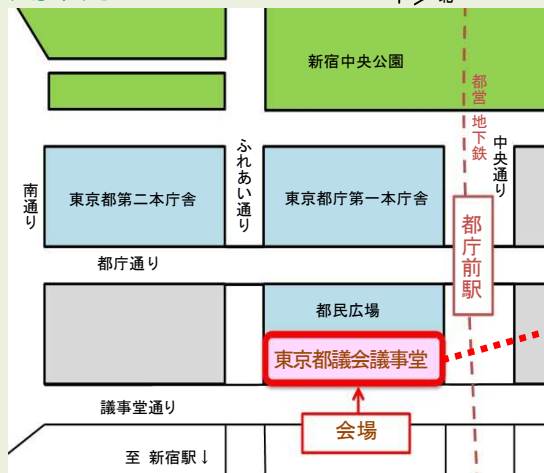 新宿中央公園
都営地下鉄
中央通り
ふれあい通り
南通り
東京都第二本庁舎
東京都庁第一本庁舎
都庁前駅
都庁通り
都民広場
東京都議会議事堂
議事堂通り
会場
至 新宿駅↓